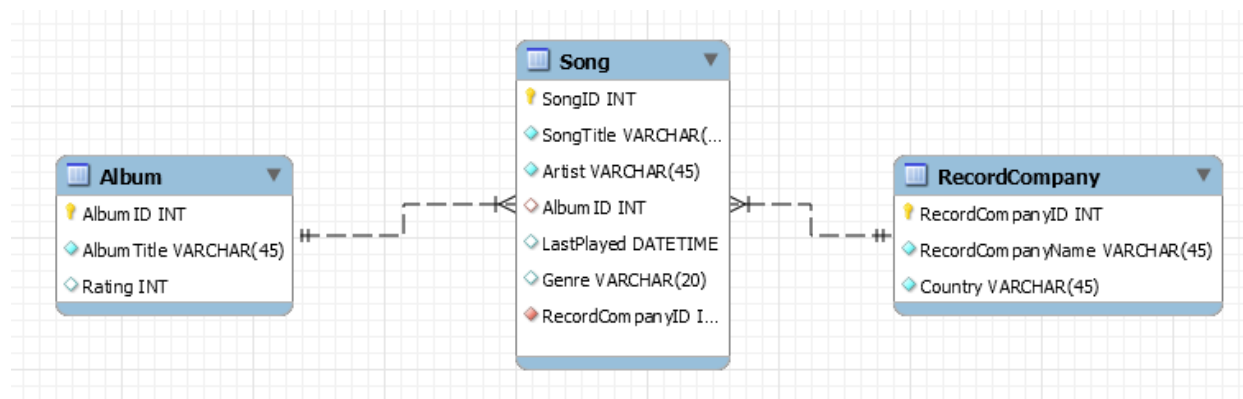 Album
AlbumID INT
AlbumTitle VARCHAR(45)
Rating INT
Song
SongID INT
SongTitle VARCHAR(...
Artist VARCHAR(45)
AlbumID INT
LastPlayed DATETIME
Genre VARCHAR(20)
RecordCompanyID I...
RecordCompany
RecordCompanyID INT
RecordCompanyName VARCHAR(45)
Country VARCHAR(45)